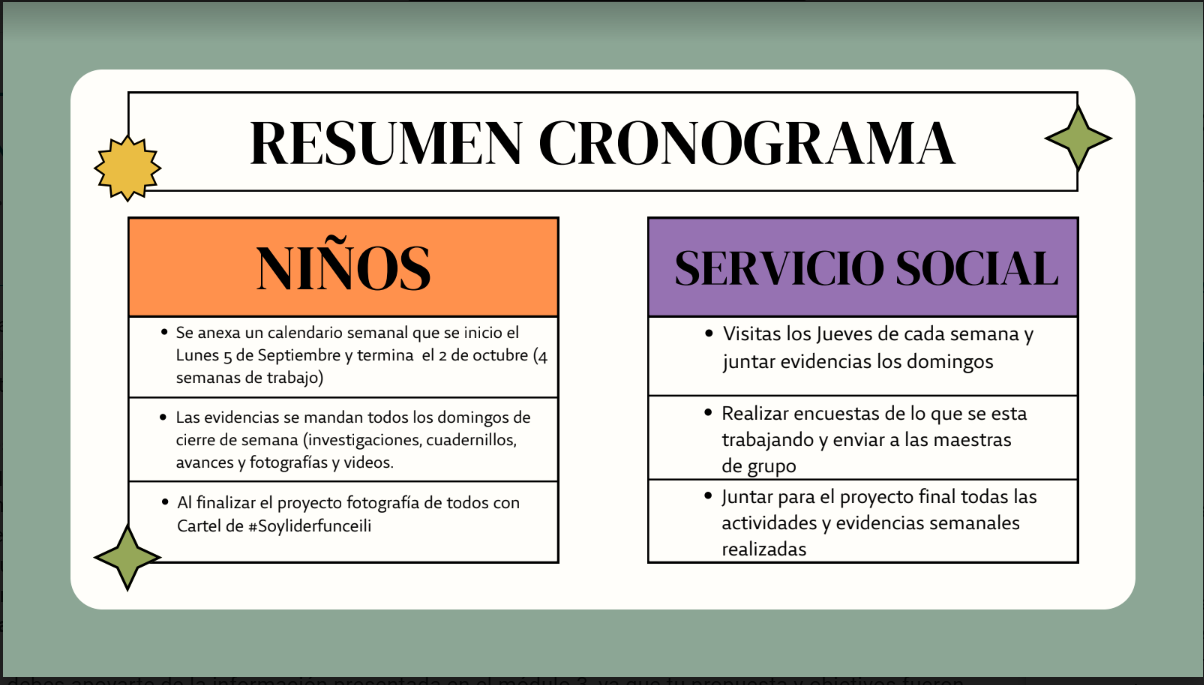 RESUMEN CRONOGRAMA
NIÑOS
• Se anexa un calendario semanal que se inicio el
Lunes 5 de Septiembre y termina el 2 de octubre (4
semanas de trabajo)
• Las evidencias se mandan todos los domingos de
cierre de semana (investigaciones, cuadernillos,
avances y fotografías y videos.
• Al finalizar el proyecto fotografía de todos con
Cartel de #Soyliderfunceili
SERVICIO SOCIAL
• Visitas los Jueves de cada semana y
juntar evidencias los domingos
• Realizar encuestas de lo que se esta
trabajando y enviar a las maestras
de grupo
• Juntar para el proyecto final todas las
actividades y evidencias semanales
realizadas